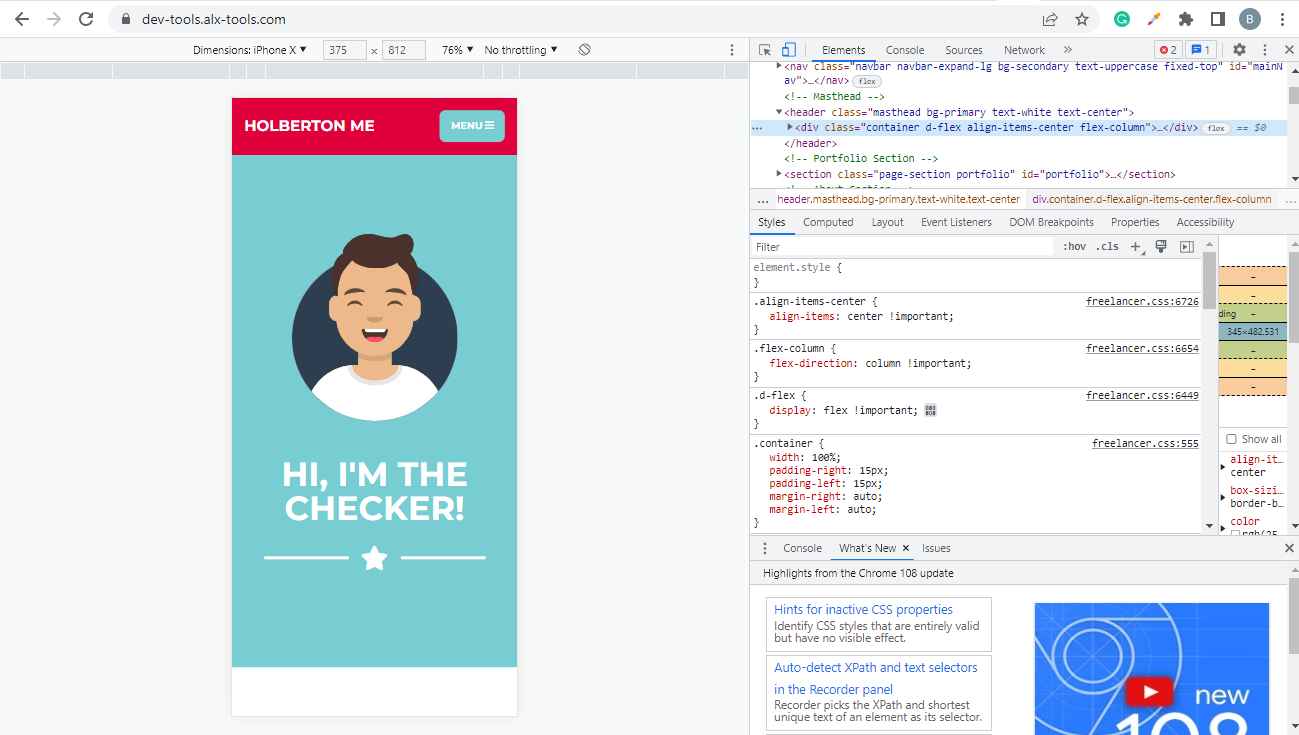 dev-tools.alx-tools.com
B
Dimensions: iPhone X ▼ 375 × 812 76% ▼ No throttling ▼
Elements Console Sources Network » 2 1
<nav class="navbar navbar-expand-lg bg-secondary text-uppercase fixed-top" id="mainN
av">…</nav> flex
<!-- Masthead -->
<header class="masthead bg-primary text-white text-center">
<div class="container d-flex align-items-center flex-column">…</div> flex == $0
</header>
<!-- Portfolio Section -->
<section class="page-section portfolio" id="portfolio">…</section>
<!-- About Section -->
… header.masthead.bg-primary.text-white.text-center div.container.d-flex.align-items-center.flex-column …
Styles Computed Layout Event Listeners DOM Breakpoints Properties Accessibility
Filter :hov .cls +
element.style {
}
.align-items-center { freelancer.css:6726
align-items: center !important;
}
.flex-column { freelancer.css:6654
flex-direction: column !important;
}
.d-flex { freelancer.css:6449
display: flex !important;
}
.container { freelancer.css:555
width: 100%;
padding-right: 15px;
padding-left: 15px;
margin-right: auto;
margin-left: auto;
}
ding –
345×482.531
Show all
align-it…
center
box-sizi…
border-b…
color
HOLBERTON ME
MENU
HI, I'M THE
CHECKER!
Console What's New × Issues
Highlights from the Chrome 108 update
Hints for inactive CSS properties
Identify CSS styles that are entirely valid
but have no visible effect.
Auto-detect XPath and text selectors
in the Recorder panel
Recorder picks the XPath and shortest
unique text of an element as its selector.
new
108